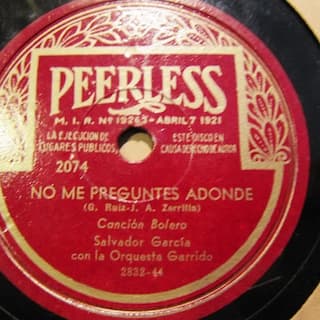 PEERLESS
M. I. R. Nº 19263 - ABRIL 7 1921
LA EJECUCION DE
LUGARES PUBLICOS,
ESTE DISCO EN
CAUSA DERECHO DE AUTOR
2074
NO ME PREGUNTES ADONDE
(G. Ruiz-J. A. Zorrilla)
Canción Bolero
Salvador García
con la Orquesta Garrido
2832-44